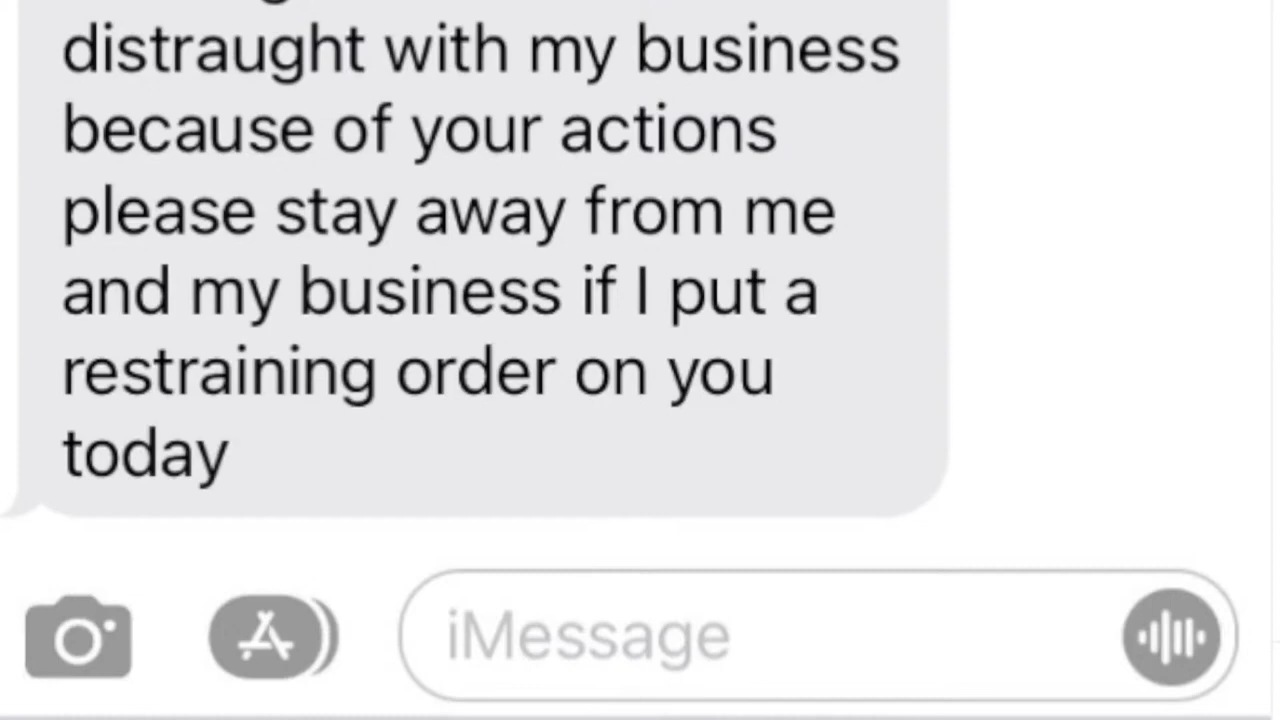 distraught with my business
because of your actions
please stay away from me
and my business if I put a
restraining order on you
today
iMessage